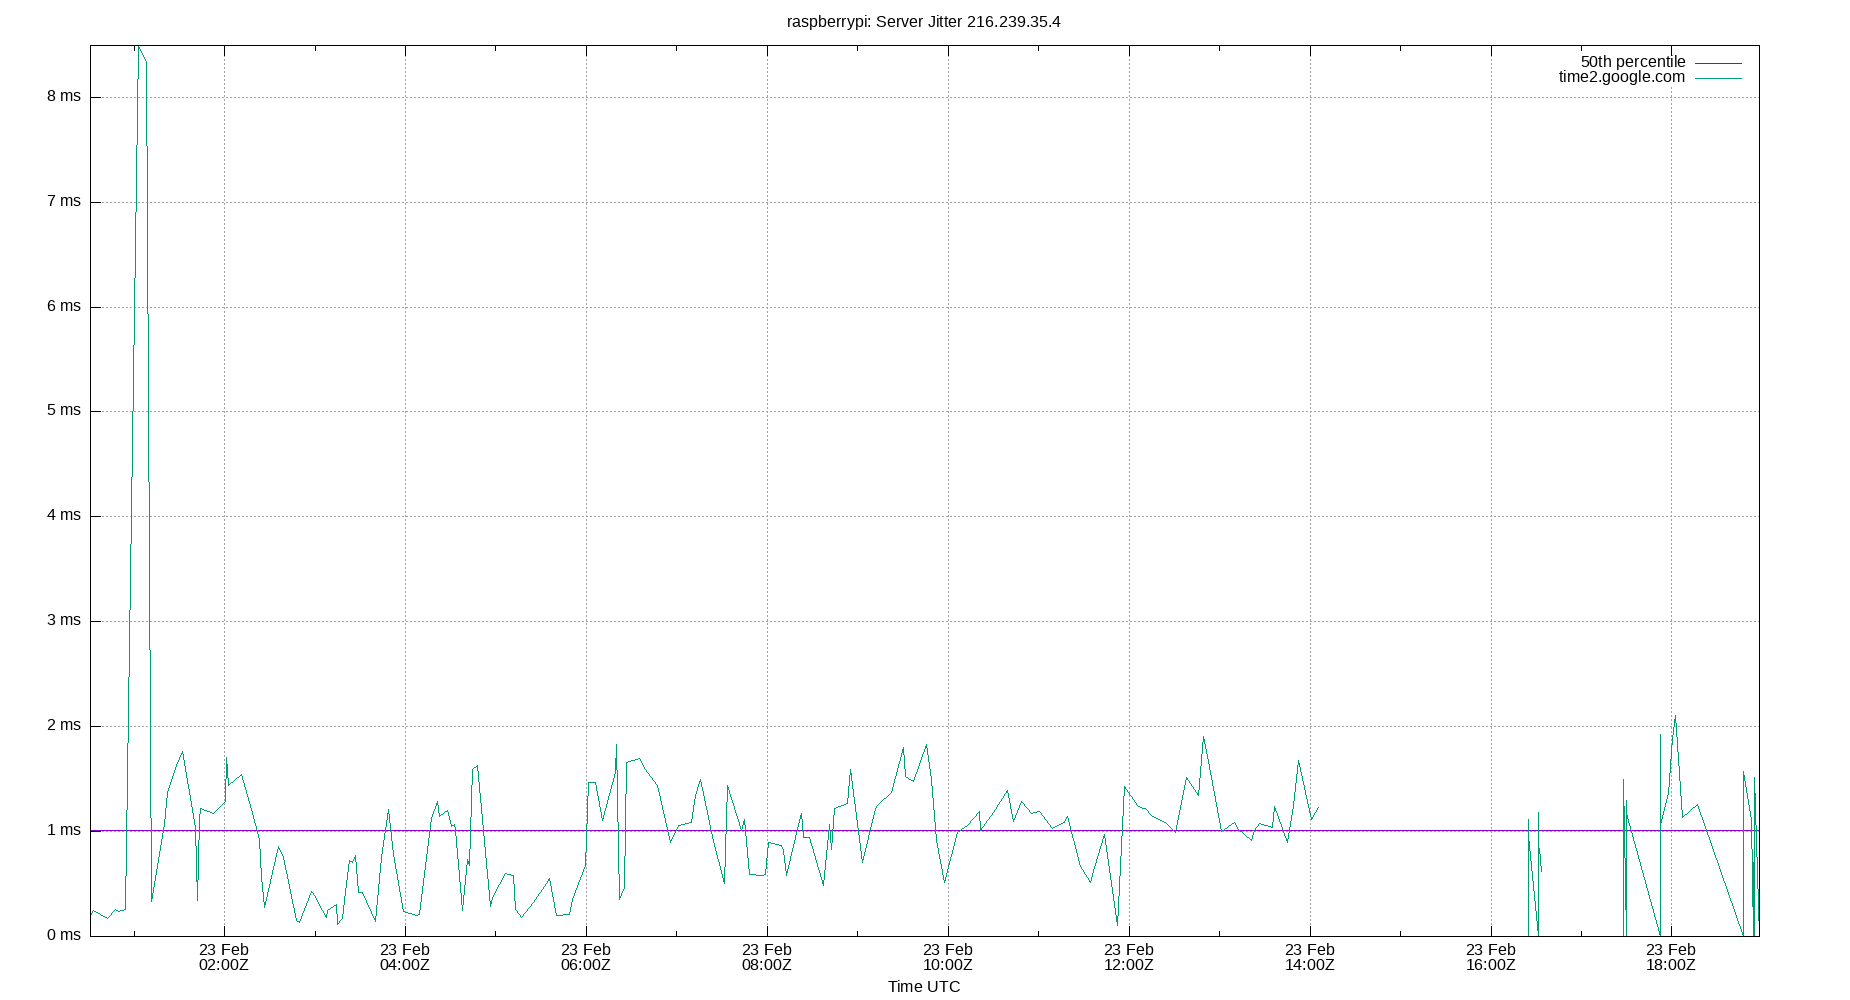 raspberrypi: Server Jitter 216.239.35.4
50th percentile
time2.google.com
8 ms
7 ms
6 ms
5 ms
4 ms
3 ms
2 ms
1 ms
0 ms
23 Feb 23 Feb 23 Feb 23 Feb 23 Feb 23 Feb 23 Feb 23 Feb 23 Feb
02:00Z 04:00Z 06:00Z 08:00Z 10:00Z 12:00Z 14:00Z 16:00Z 18:00Z
Time UTC